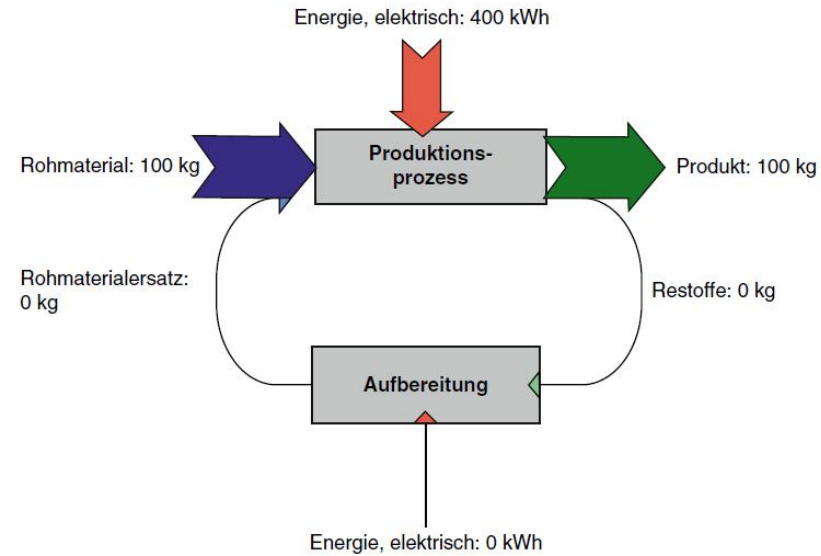 Energie, elektrisch: 400 kWh
Rohmaterial: 100 kg
Produktions-
prozess
Produkt: 100 kg
Rohmaterialersatz:
0 kg
Restoffe: 0 kg
Aufbereitung
Energie, elektrisch: 0 kWh